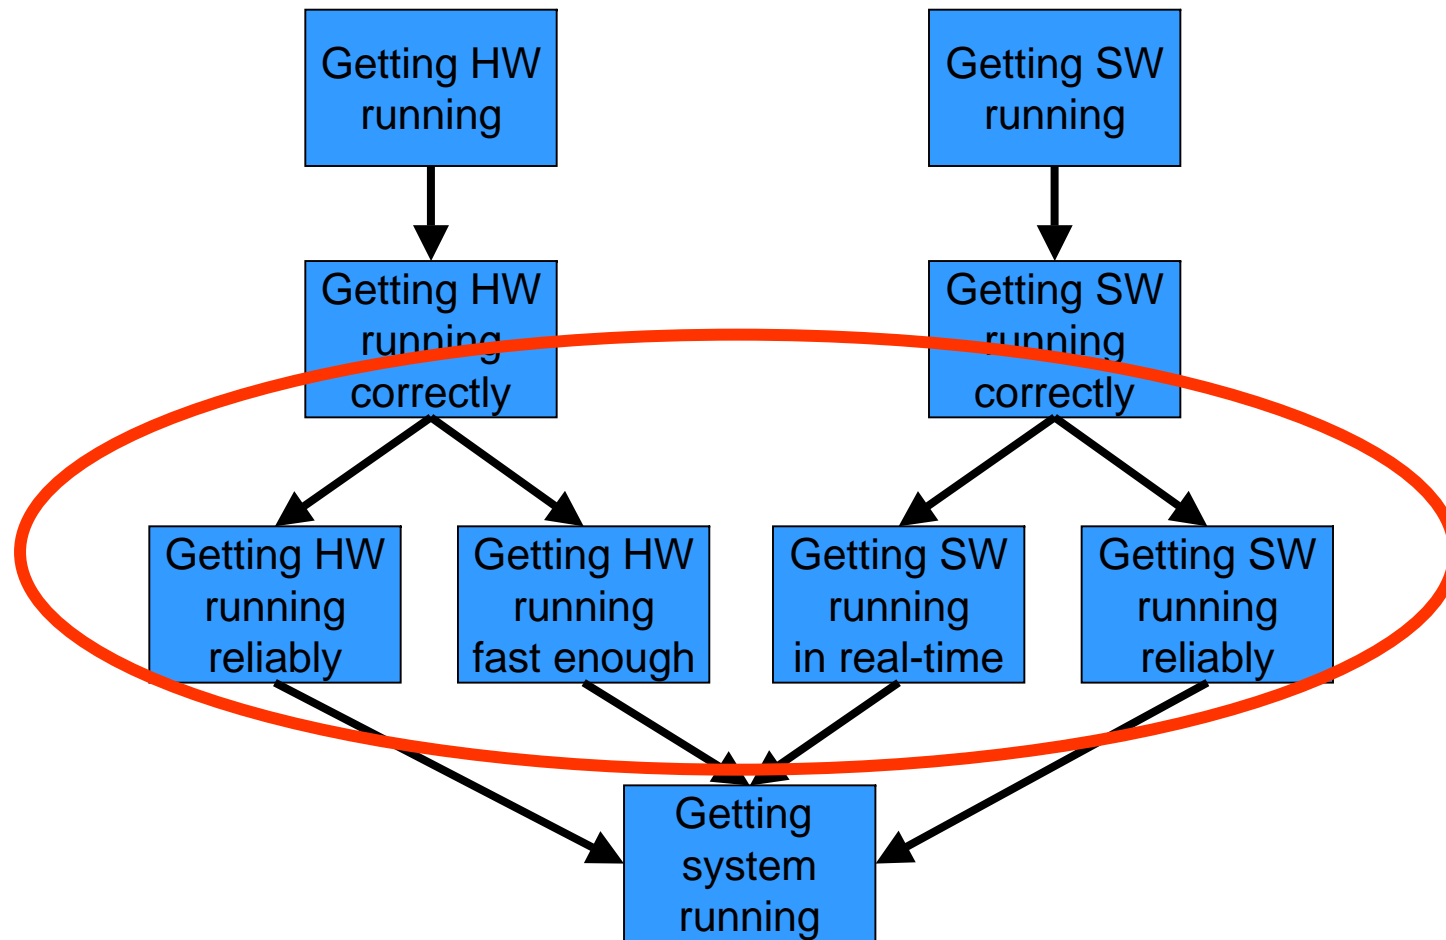 Getting HW
running
Getting SW
running
Getting HW
running
correctly
Getting SW
running
correctly
Getting HW
running
reliably
Getting HW
running
fast enough
Getting SW
running
in real-time
Getting SW
running
reliably
Getting
system
running